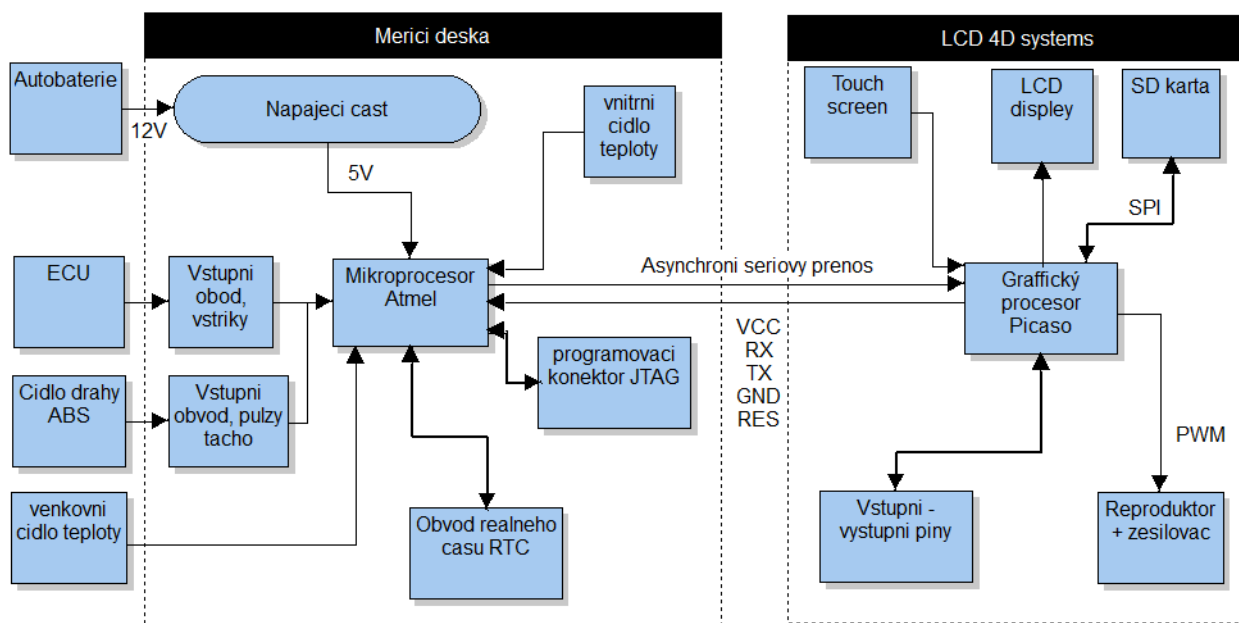 Merici deska
LCD 4D systems
Autobaterie
12V
Napajeci cast
5V
vnitrni
cidlo
teploty
Touch
screen
LCD
displey
SD karta
SPI
ECU
Vstupni
obod,
vstriky
Mikroprocesor
Atmel
Asynchroni seriovy prenos
Graffický
procesor
Picaso
VCC
RX
TX
GND
RES
programovaci
konektor JTAG
Cidlo drahy
ABS
Vstupni
obvod, pulzy
tacho
PWM
venkovni
cidlo teploty
Obvod realneho
casu RTC
Vstupni -
vystupni piny
Reproduktor
+ zesilovac